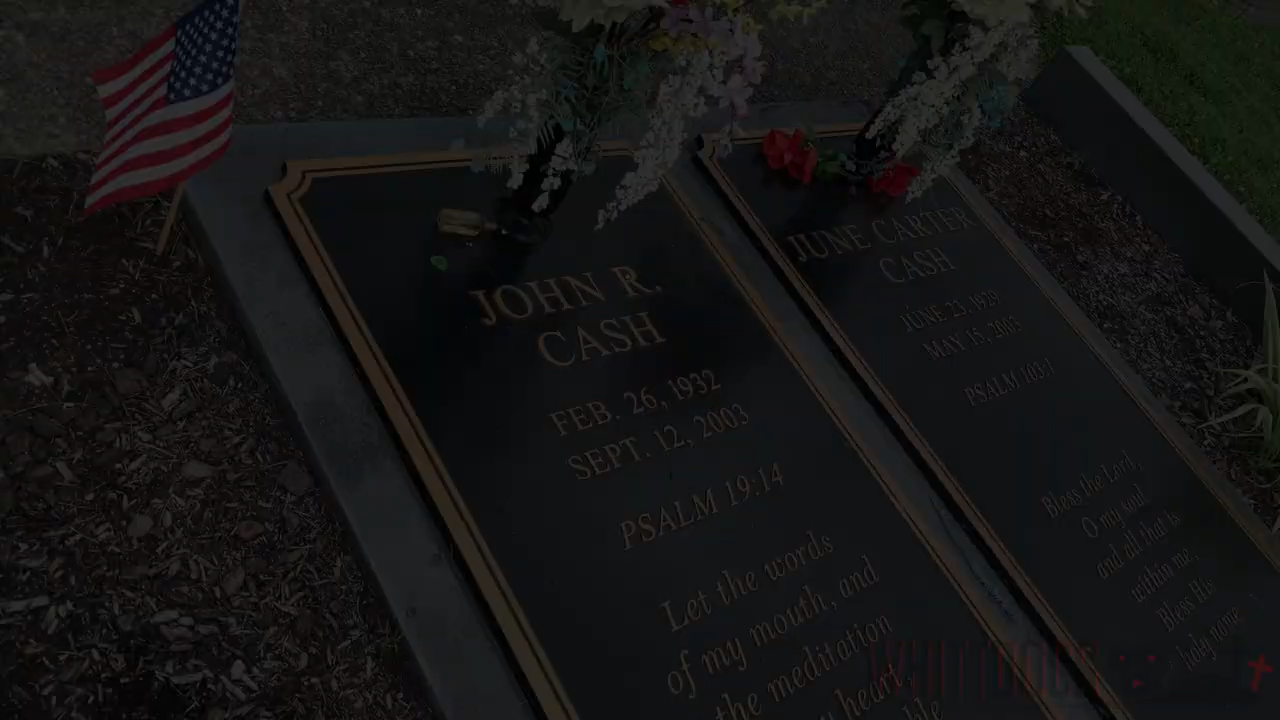 JOHN R.
CASH
FEB. 26, 1932
SEPT. 12, 2003
PSALM 19:14
Let the words
of my mouth, and
the meditation
my heart,
JUNE CARTER
CASH
JUNE 23, 1929
MAY 15, 2003
PSALM 103:1
Bless the Lord,
O my soul
and all that is
within me,
Bless His
holy name